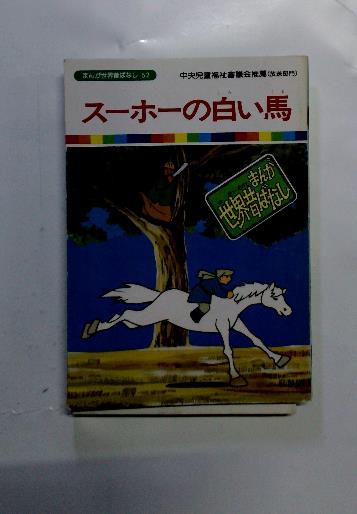 まんが世界昔ばなし 52
中央児童福祉審議会推薦(放送部門)
スーホーの白い馬
まんが
世界昔ばなし